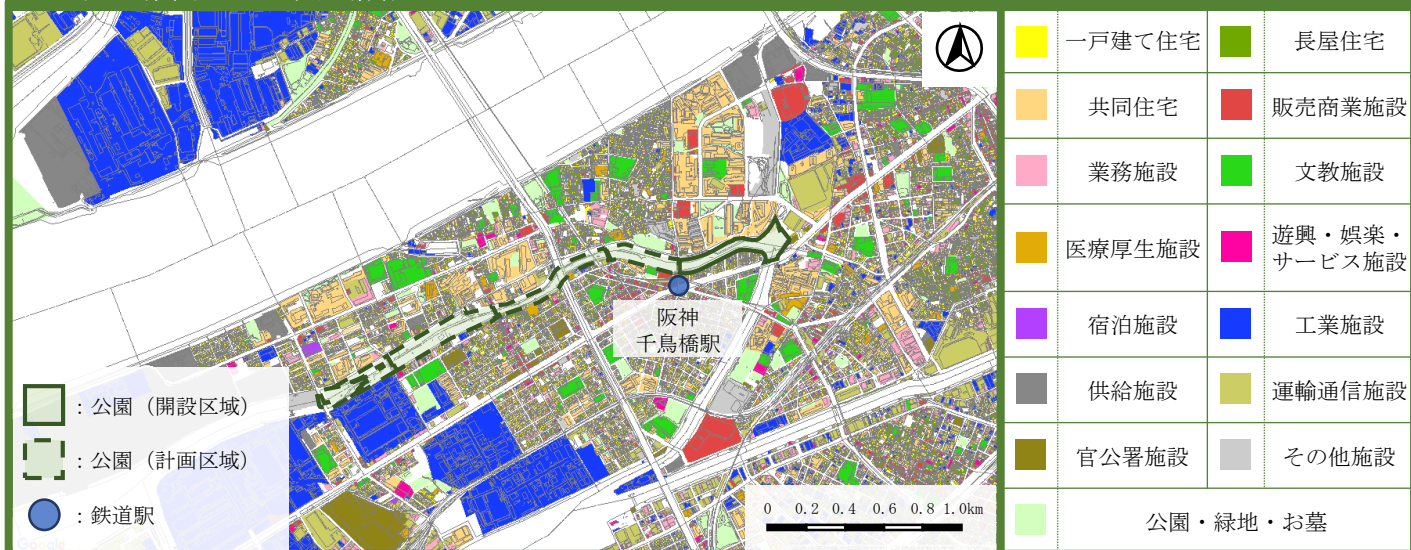 阪神
千鳥橋駅
：公園（開設区域）
：公園（計画区域）
：鉄道駅
Google
0 0.2 0.4 0.6 0.8 1.0km
一戸建て住宅
長屋住宅
共同住宅
販売商業施設
業務施設
文教施設
医療厚生施設
遊興・娯楽・
サービス施設
宿泊施設
工業施設
供給施設
運輸通信施設
官公署施設
その他施設
公園・緑地・お墓